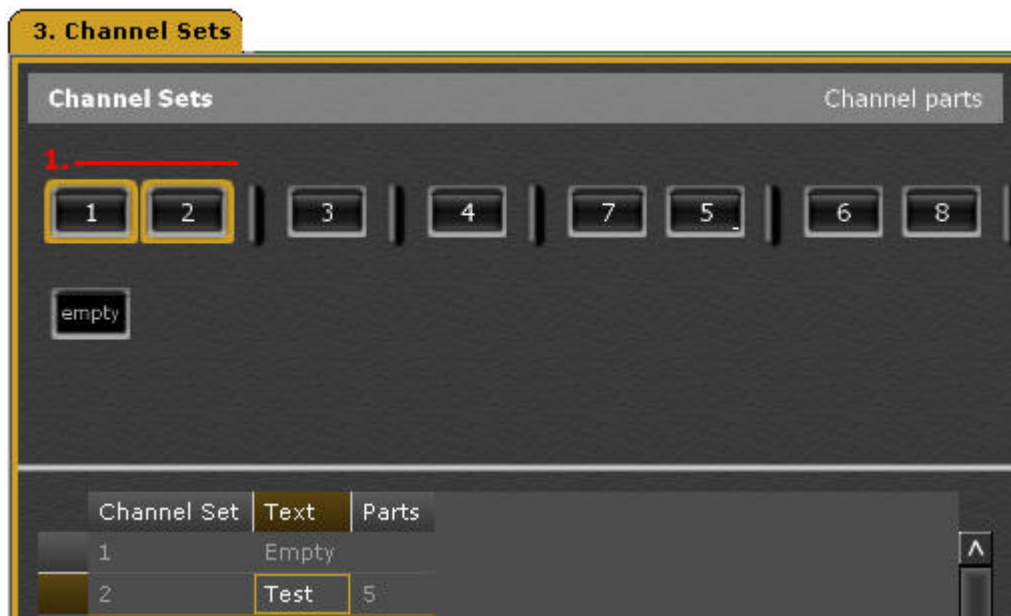 3. Channel Sets
Channel Sets Channel parts
1.
1 2 3 4 7 5 6 8
empty
Channel Set Text Parts
1 Empty
2 Test 5